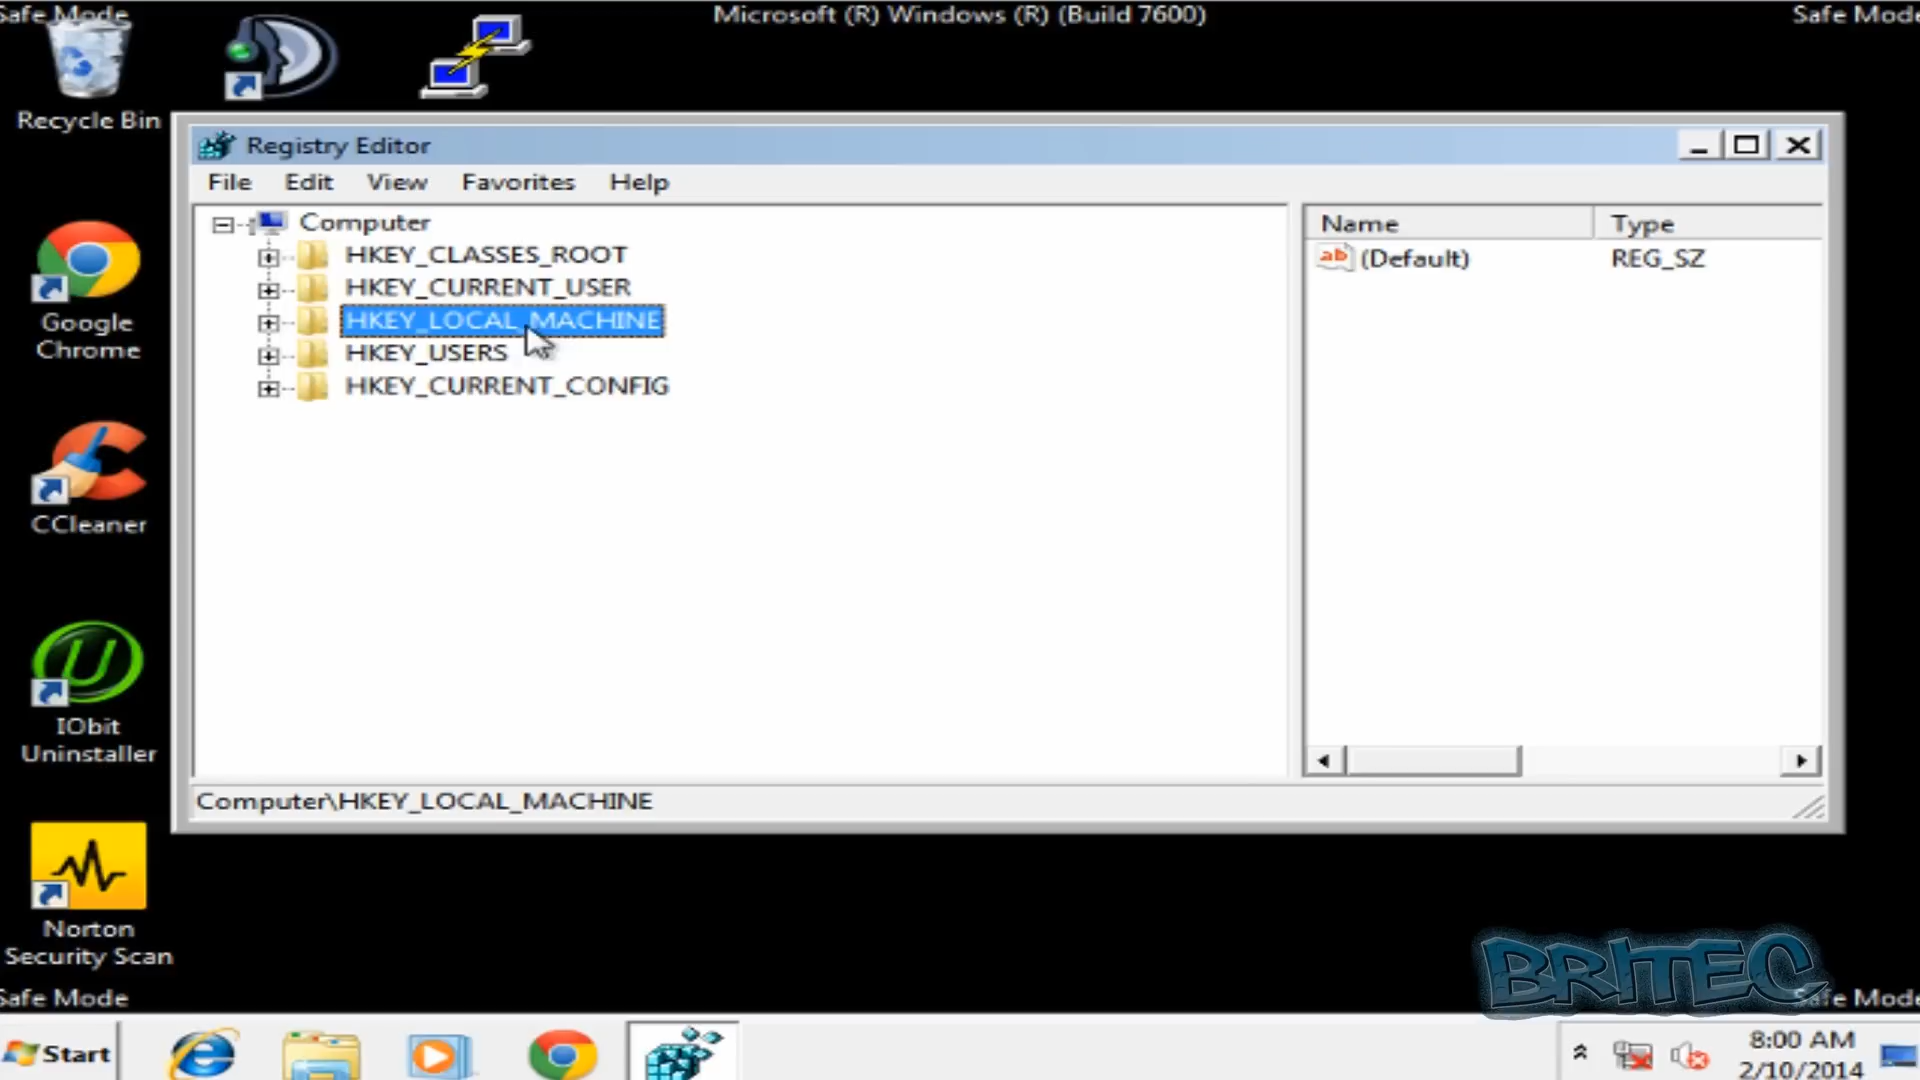 Safe Mode
Microsoft (R) Windows (R) (Build 7600)
Safe Mode
Recycle Bin
Registry Editor
File Edit View Favorites Help
Computer
HKEY_CLASSES_ROOT
HKEY_CURRENT_USER
HKEY_LOCAL_MACHINE
HKEY_USERS
HKEY_CURRENT_CONFIG
Name Type
ab (Default) REG_SZ
Computer\HKEY_LOCAL_MACHINE
Google
Chrome
CCleaner
IObit
Uninstaller
Norton
Security Scan
BRITEC
Safe Mode
Safe Mode
Start
8:00 AM
2/10/2014